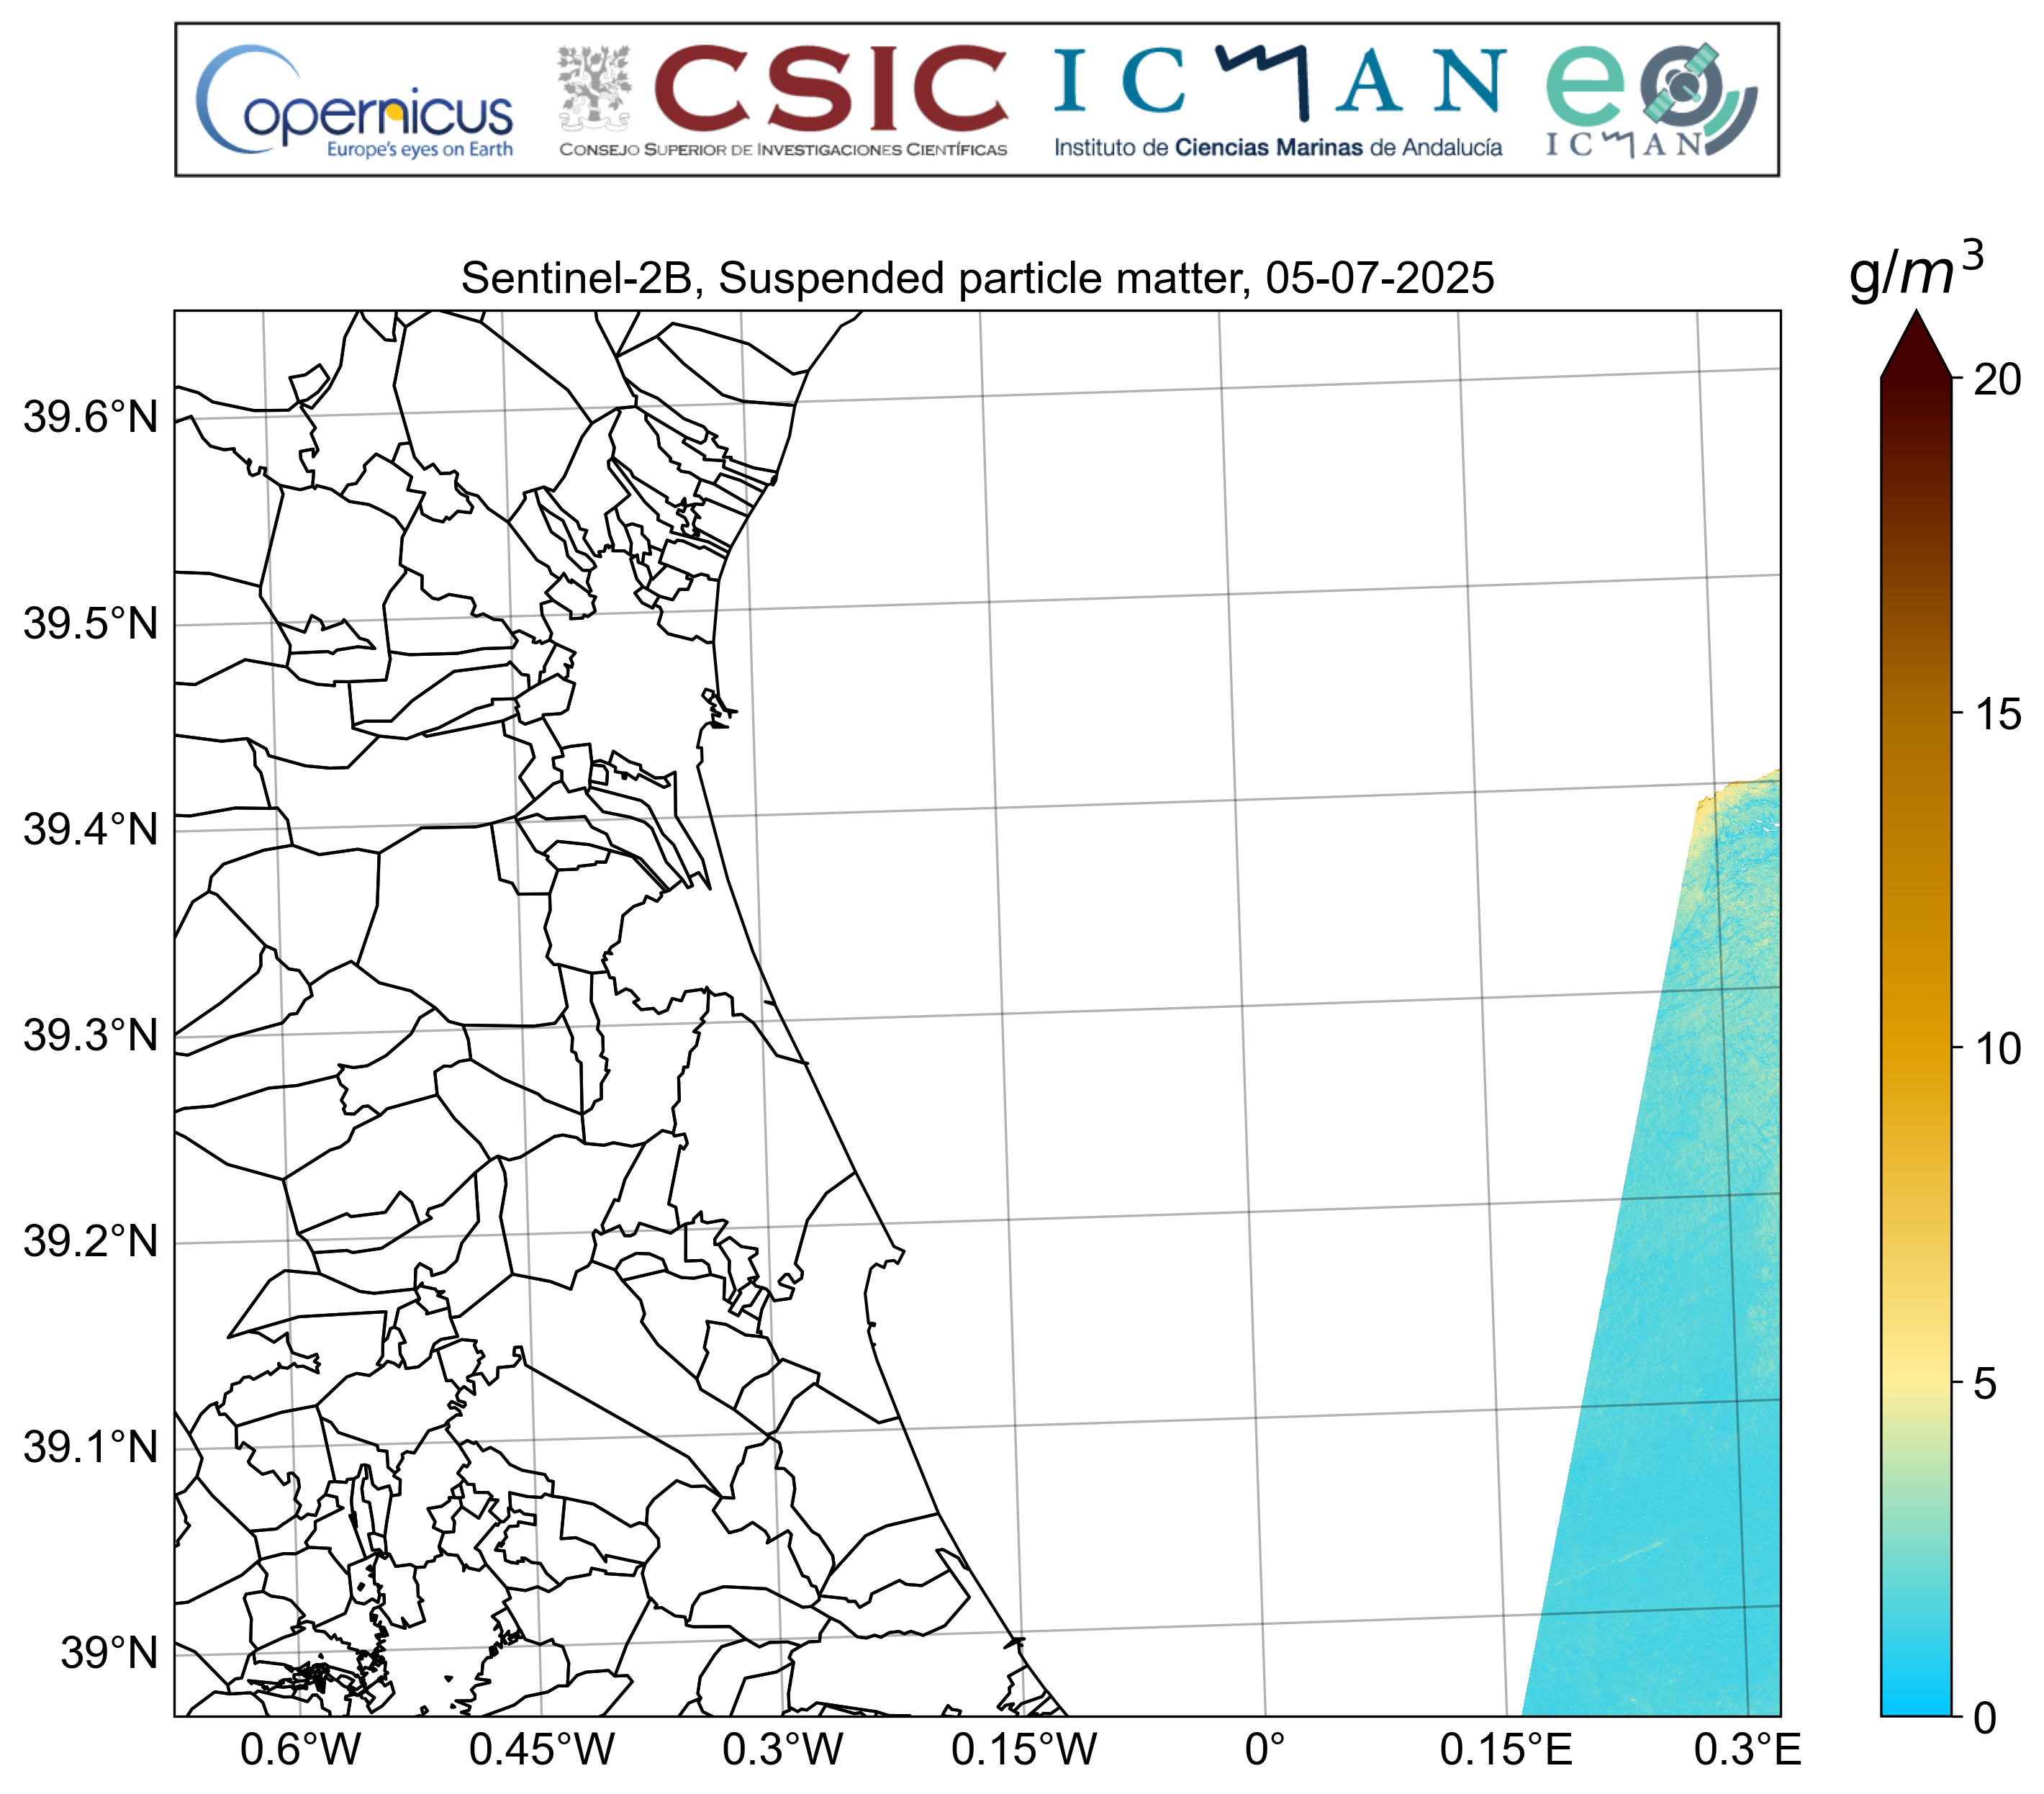 Copernicus
Europe's eyes on Earth
CSIC
CONSEJO SUPERIOR DE INVESTIGACIONES CIENTÍFICAS
ICMAN
Instituto de Ciencias Marinas de Andalucía
eo
ICMAN
Sentinel-2B, Suspended particle matter, 05-07-2025
g/m³
20
15
10
5
0
39.6°N
39.5°N
39.4°N
39.3°N
39.2°N
39.1°N
39°N
0.6°W 0.45°W 0.3°W 0.15°W 0° 0.15°E 0.3°E